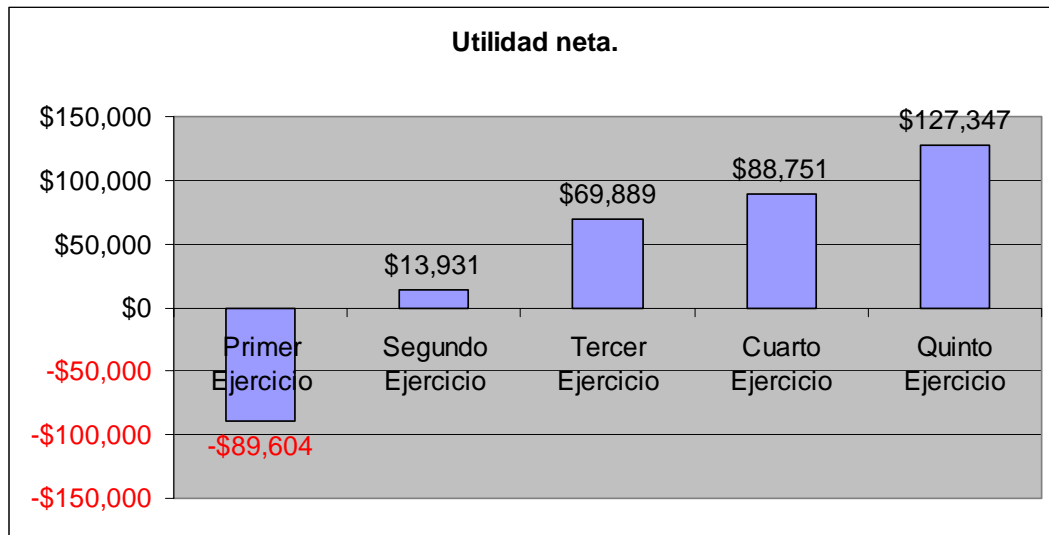 Utilidad neta.
$150,000
$100,000
$50,000
$0
-$50,000
-$100,000
-$150,000
-$89,604
$13,931
$69,889
$88,751
$127,347
Primer
Ejercicio
Segundo
Ejercicio
Tercer
Ejercicio
Cuarto
Ejercicio
Quinto
Ejercicio